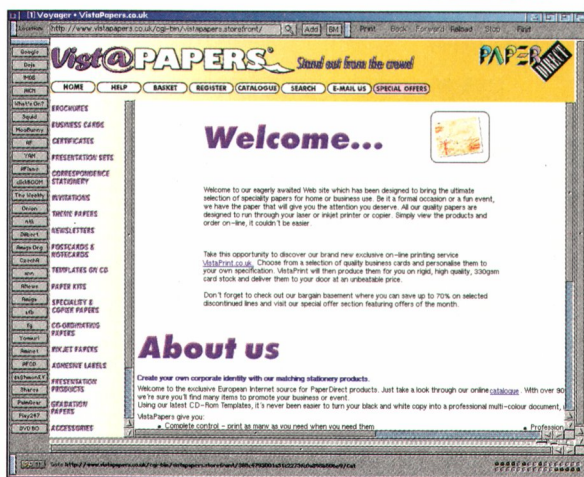 [1] Voyager • VistaPapers.co.uk
http://www.vistapapers.co.uk/cgi-bin/vistapapers.storefront/ Add BM Print Back Forward Reload Stop Find
Vist@PAPERS Stand out from the crowd PAPER DIRECT
HOME HELP BASKET REGISTER CATALOGUS SEARCH E-MAIL US SPECIAL OFFERS
Google
Deja
IMDB
What's On?
Squid
YAM
Dilbert
Amiga Org
Amiga
Aminet
Sharos
Play247
BROCHURES
BUSINESS CARDS
CERTIFICATES
PRESENTATION SETS
CORRESPONDENCE
STATIONERY
INVITATIONS
THEME PAPERS
NEWSLETTERS
POSTCARDS &
NOTECARDS
TEMPLATES ON CD
PAPER KITS
SPECIALITY &
COPIER PAPERS
CO-ORDINATING
PAPERS
INKJET PAPERS
ADHESIVE LABELS
PRESENTATION
PRODUCTS
GRADATION
PAPERS
ACCESSORIES
Welcome...
Welcome to our eagerly awaited Web site which has been designed to bring the ultimate
selection of speciality papers for home or business use. Be it a formal occasion or a fun event,
we have the paper that will give you the attention you deserve. All our quality papers are
designed to run through your laser or inkjet printer or copier. Simply view the products and
order on-line, it couldn't be easier.
Take this opportunity to discover our brand new exclusive on-line printing service
VistaPrint.co.uk. Choose from a selection of quality business cards and personalise them to
your own specification. VistaPrint will then produce them for you on rigid, high quality, 330gsm
card stock and deliver them to your door at an unbeatable price.
Don't forget to check out our bargain basement where you can save up to 70% on selected
discontinued lines and visit our special offer section featuring offers of the month.
About us
Create your own corporate identity with our matching stationery products.
Welcome to the exclusive European Internet source for PaperDirect products. Just take a look through our online catalogue . With over 90
we're sure you'll find many items to promote your business or event.
Using our latest CD-Rom Templates, it's never been easier to turn your black and white copy into a professional multi-colour document,
VistaPapers give you:
• Complete control - print as many as you need when you need them
• Profession